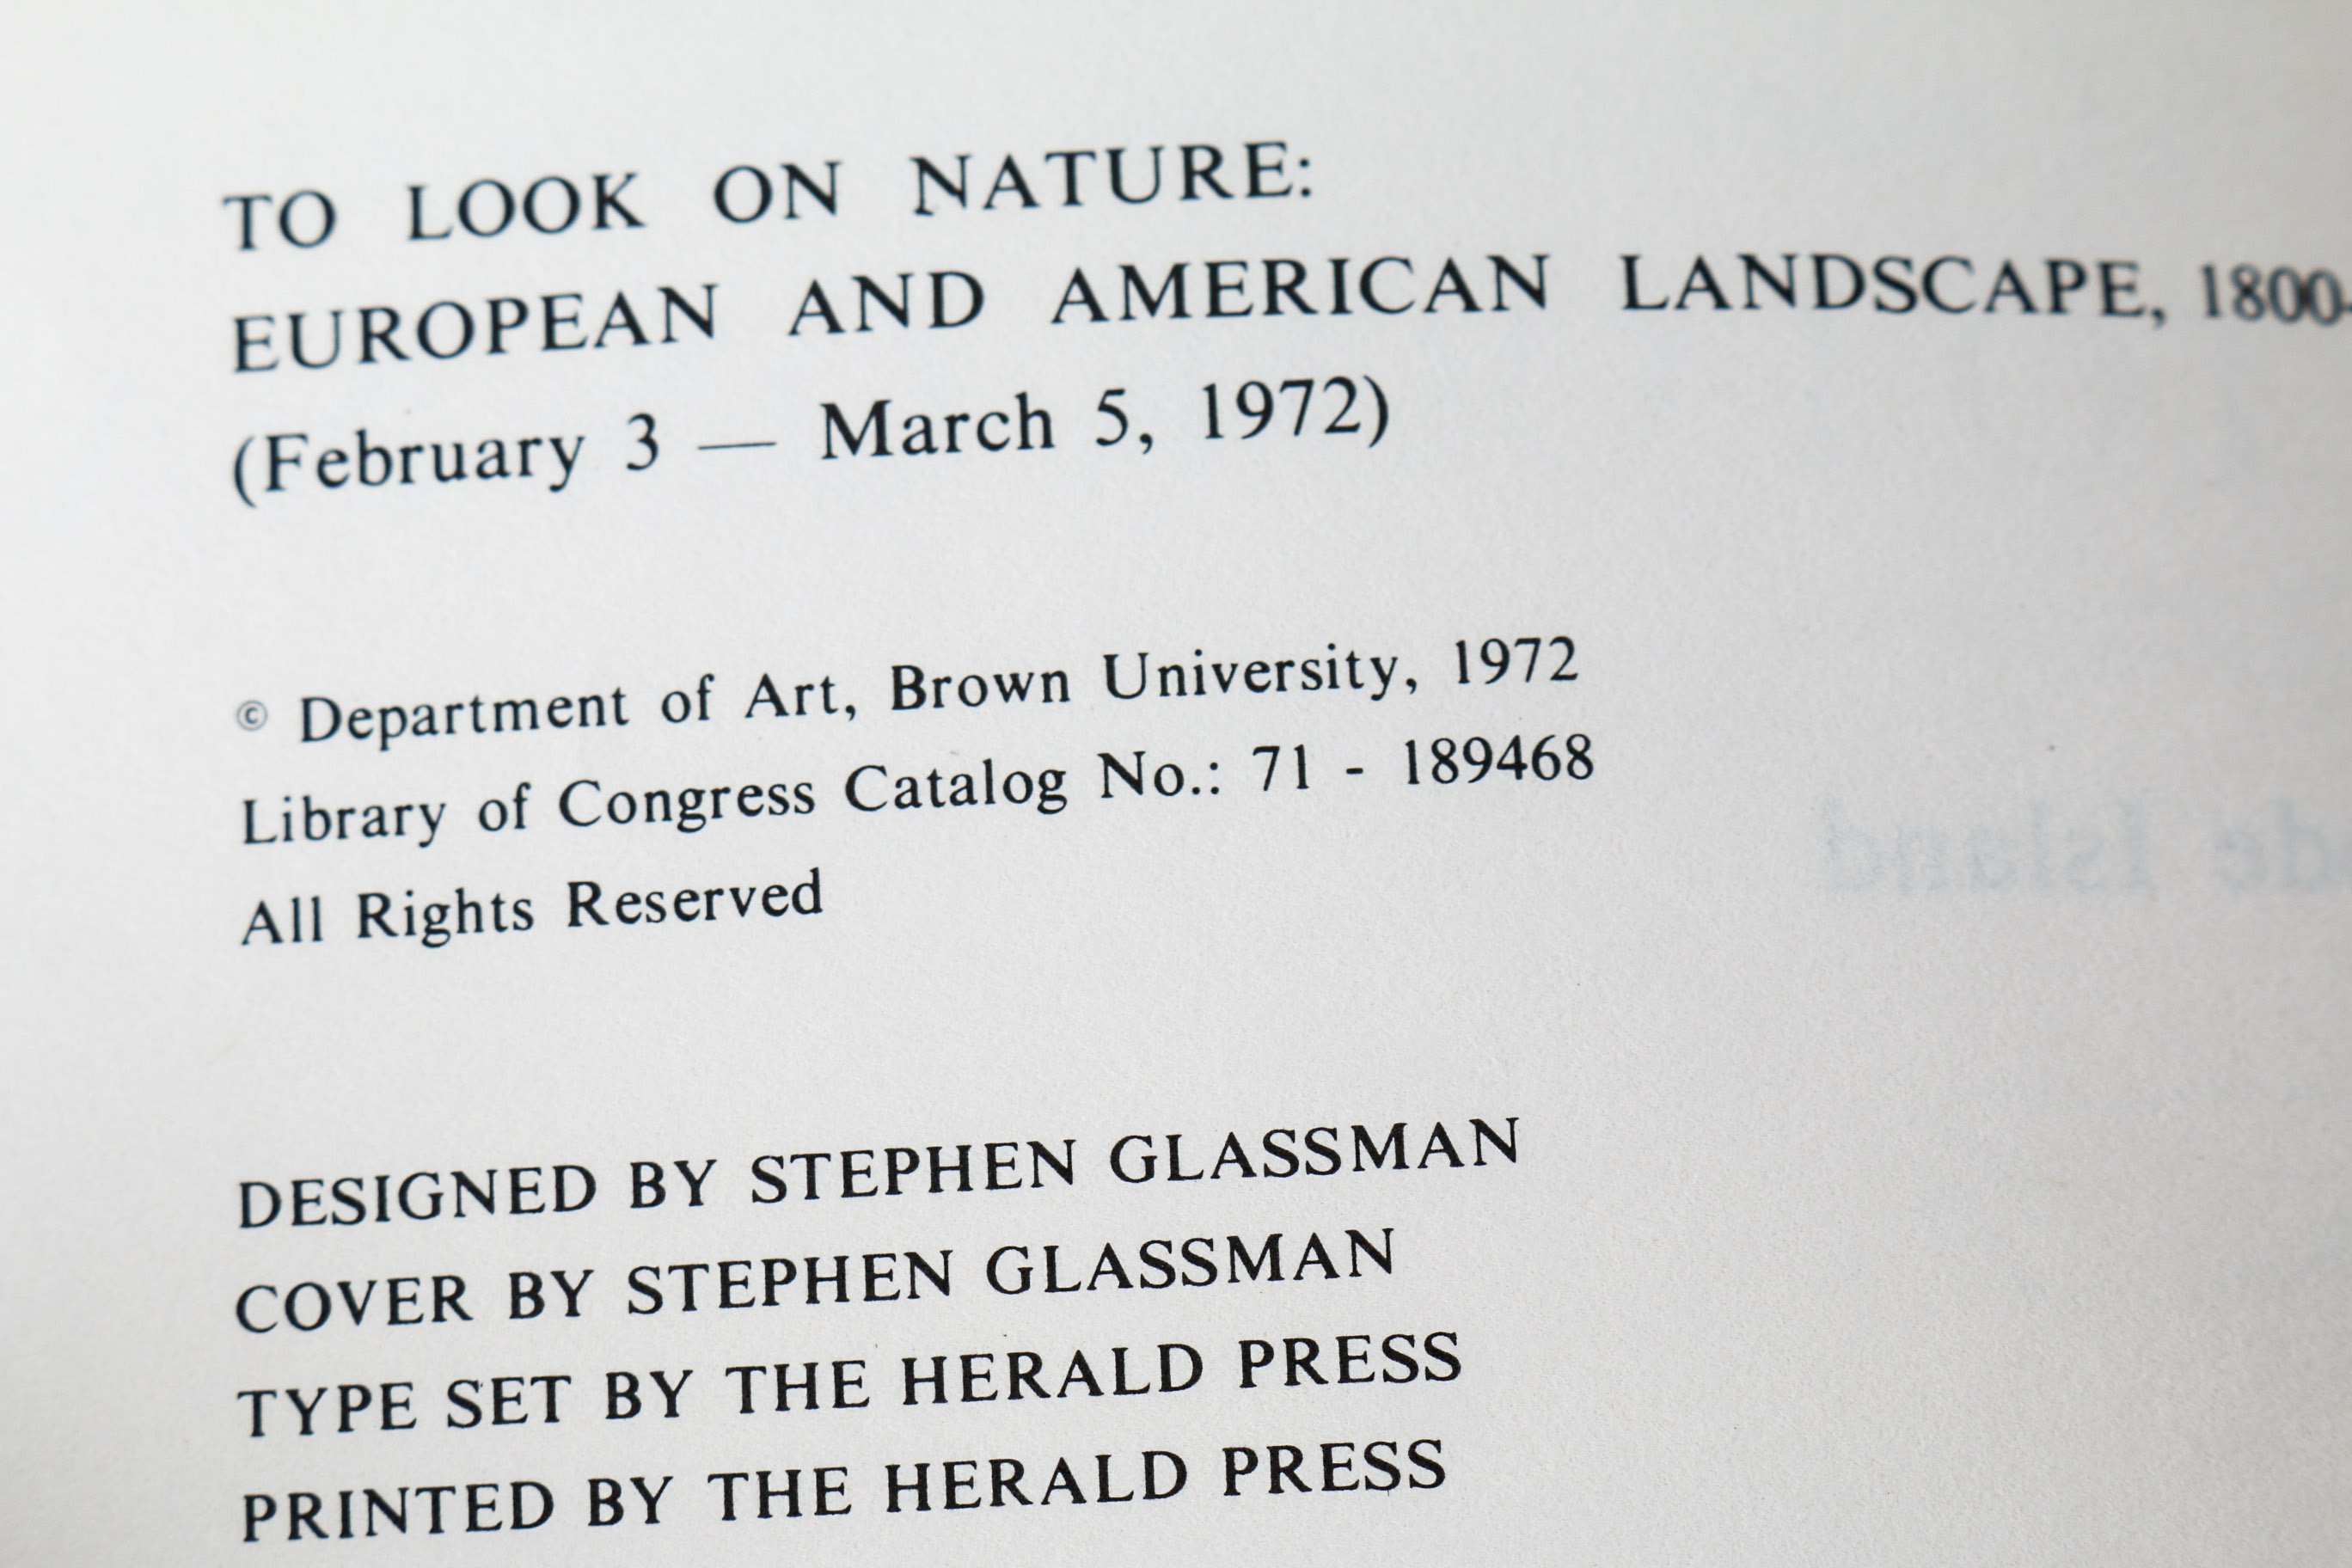 TO LOOK ON NATURE:
EUROPEAN AND AMERICAN LANDSCAPE, 1800-
(February 3 — March 5, 1972)
© Department of Art, Brown University, 1972
Library of Congress Catalog No.: 71 - 189468
All Rights Reserved
de Island
DESIGNED BY STEPHEN GLASSMAN
COVER BY STEPHEN GLASSMAN
TYPE SET BY THE HERALD PRESS
PRINTED BY THE HERALD PRESS